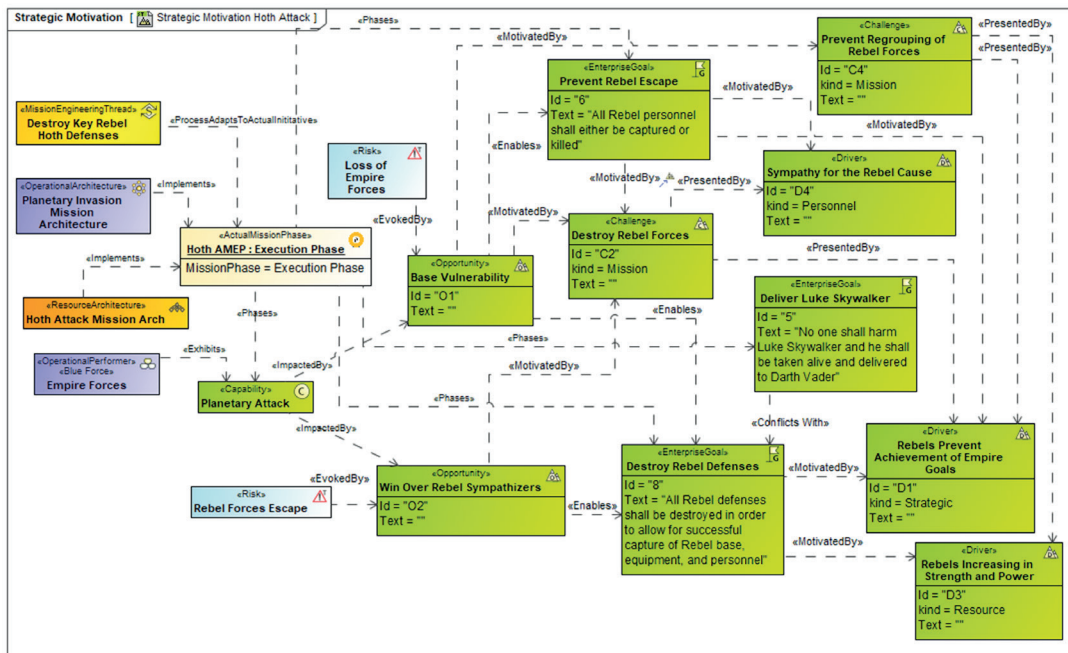 Strategic Motivation [ Strategic Motivation Hoth Attack ]
«Phases»
«MotivatedBy»
«Challenge»
Prevent Regrouping of
Rebel Forces
Id = "C4"
kind = Mission
Text = ""
«PresentedBy»
«PresentedBy»
«EnterpriseGoal»
Prevent Rebel Escape
Id = "6"
Text = "All Rebel personnel
shall either be captured or
killed"
«MotivatedBy»
«MotivatedBy»
«MissionEngineeringThread»
Destroy Key Rebel
Hoth Defenses
«ProcessAdaptsToActualInititative»
«Risk»
Loss of
Empire
Forces
«Enables»
«Driver»
Sympathy for the Rebel Cause
Id = "D4"
kind = Personnel
Text = ""
«OperationalArchitecture»
Planetary Invasion
Mission
Architecture
«Implements»
«MotivatedBy»
«PresentedBy»
«EvokedBy»
«MotivatedBy»
«Challenge»
Destroy Rebel Forces
Id = "C2"
kind = Mission
Text = ""
«PresentedBy»
«ActualMissionPhase»
Hoth AMEP : Execution Phase
MissionPhase = Execution Phase
«Implements»
«Opportunity»
Base Vulnerability
Id = "O1"
Text = ""
«EnterpriseGoal»
Deliver Luke Skywalker
Id = "5"
Text = "No one shall harm
Luke Skywalker and he shall
be taken alive and delivered
to Darth Vader"
«ResourceArchitecture»
Hoth Attack Mission Arch
«Phases»
«Enables»
«Phases»
«OperationalPerformer»
«Blue Force»
Empire Forces
«Exhibits»
«ImpactedBy»
«MotivatedBy»
«Capability»
Planetary Attack
C
«Phases»
«ImpactedBy»
«Conflicts With»
«EnterpriseGoal»
Destroy Rebel Defenses
Id = "8"
Text = "All Rebel defenses
shall be destroyed in order
to allow for successful
capture of Rebel base,
equipment, and personnel"
«Driver»
Rebels Prevent
Achievement of Empire
Goals
Id = "D1"
kind = Strategic
Text = ""
«MotivatedBy»
«EvokedBy»
«Opportunity»
Win Over Rebel Sympathizers
Id = "O2"
Text = ""
«Risk»
Rebel Forces Escape
«Enables»
«MotivatedBy»
«Driver»
Rebels Increasing in
Strength and Power
Id = "D3"
kind = Resource
Text = ""